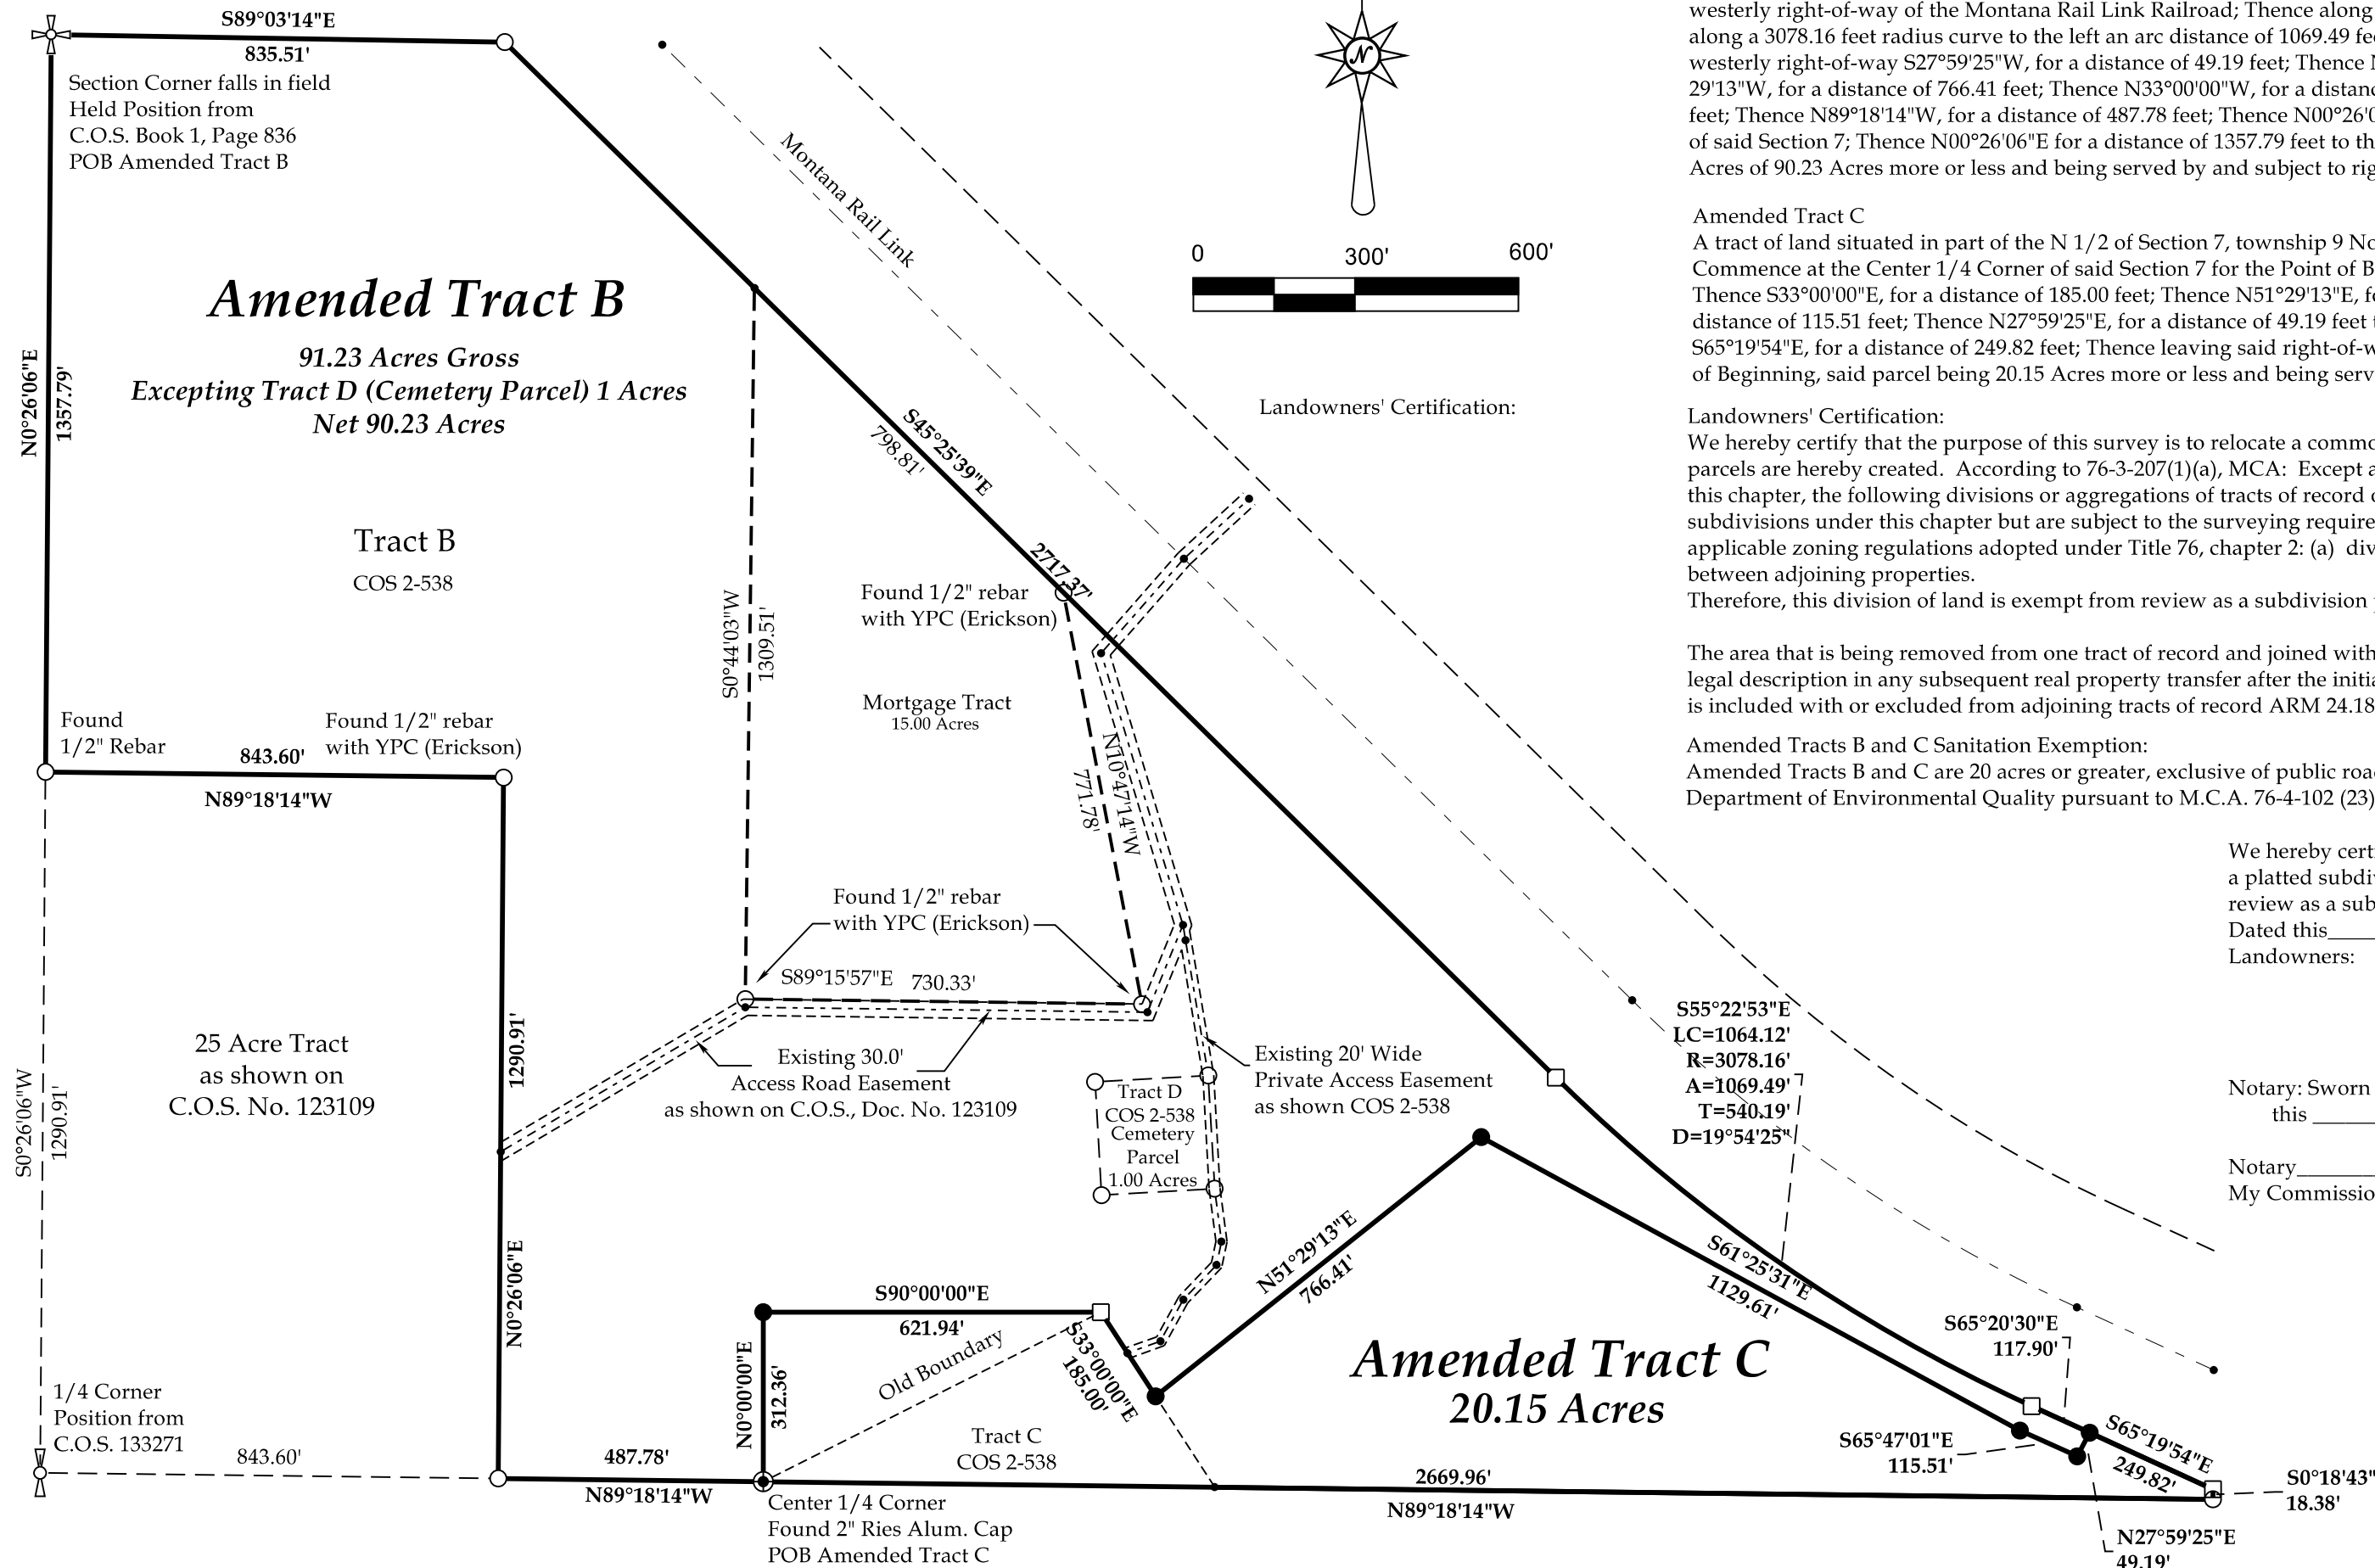 S89°03'14"E
835.51'
Section Corner falls in field
Held Position from
C.O.S. Book 1, Page 836
POB Amended Tract B
N0°26'06"E
1357.79'
Amended Tract B
91.23 Acres Gross
Excepting Tract D (Cemetery Parcel) 1 Acres
Net 90.23 Acres
Tract B
COS 2-538
Montana Rail Link
N
0 300' 600'
Landowners' Certification:
S45°25'39"E
798.81'
2717.37'
S0°44'03"W
1309.51'
Found 1/2" rebar
with YPC (Erickson)
Mortgage Tract
15.00 Acres
N10°47'14"W
771.78'
Found
1/2" Rebar
843.60'
N89°18'14"W
Found 1/2" rebar
with YPC (Erickson)
Found 1/2" rebar
with YPC (Erickson)
S89°15'57"E 730.33'
25 Acre Tract
as shown on
C.O.S. No. 123109
S0°26'06"W
1290.91'
1290.91'
N0°26'06"E
Existing 30.0'
Access Road Easement
as shown on C.O.S., Doc. No. 123109
Tract D
COS 2-538
Cemetery
Parcel
1.00 Acres
Existing 20' Wide
Private Access Easement
as shown COS 2-538
S55°22'53"E
LC=1064.12'
R=3078.16'
A=1069.49'
T=540.19'
D=19°54'25"
N51°29'13"E
766.41'
S61°25'31"E
1129.61'
S90°00'00"E
621.94'
N0°00'00"E
312.36'
Old Boundary
S33°00'00"E
185.00'
Tract C
COS 2-538
Amended Tract C
20.15 Acres
S65°20'30"E
117.90'
S65°47'01"E
115.51'
S65°19'54"E
249.82'
S0°18'43"
18.38'
N27°59'25"E
49.19'
1/4 Corner
Position from
C.O.S. 133271
843.60'
487.78'
N89°18'14"W
Center 1/4 Corner
Found 2" Ries Alum. Cap
POB Amended Tract C
2669.96'
N89°18'14"W
westerly right-of-way of the Montana Rail Link Railroad; Thence along
along a 3078.16 feet radius curve to the left an arc distance of 1069.49 fee
westerly right-of-way S27°59'25"W, for a distance of 49.19 feet; Thence N
29'13"W, for a distance of 766.41 feet; Thence N33°00'00"W, for a distanc
feet; Thence N89°18'14"W, for a distance of 487.78 feet; Thence N00°26'0
of said Section 7; Thence N00°26'06"E for a distance of 1357.79 feet to th
Acres of 90.23 Acres more or less and being served by and subject to rig
Amended Tract C
A tract of land situated in part of the N 1/2 of Section 7, township 9 No
Commence at the Center 1/4 Corner of said Section 7 for the Point of B
Thence S33°00'00"E, for a distance of 185.00 feet; Thence N51°29'13"E, fo
distance of 115.51 feet; Thence N27°59'25"E, for a distance of 49.19 feet t
S65°19'54"E, for a distance of 249.82 feet; Thence leaving said right-of-w
of Beginning, said parcel being 20.15 Acres more or less and being serv
Landowners' Certification:
We hereby certify that the purpose of this survey is to relocate a commo
parcels are hereby created. According to 76-3-207(1)(a), MCA: Except a
this chapter, the following divisions or aggregations of tracts of record o
subdivisions under this chapter but are subject to the surveying require
applicable zoning regulations adopted under Title 76, chapter 2: (a) div
between adjoining properties.
Therefore, this division of land is exempt from review as a subdivision
The area that is being removed from one tract of record and joined with
legal description in any subsequent real property transfer after the initia
is included with or excluded from adjoining tracts of record ARM 24.18
Amended Tracts B and C Sanitation Exemption:
Amended Tracts B and C are 20 acres or greater, exclusive of public road
Department of Environmental Quality pursuant to M.C.A. 76-4-102 (23)
We hereby certi
a platted subdiv
review as a sub
Dated this_____
Landowners:
Notary: Sworn
this ________
Notary_______
My Commissio